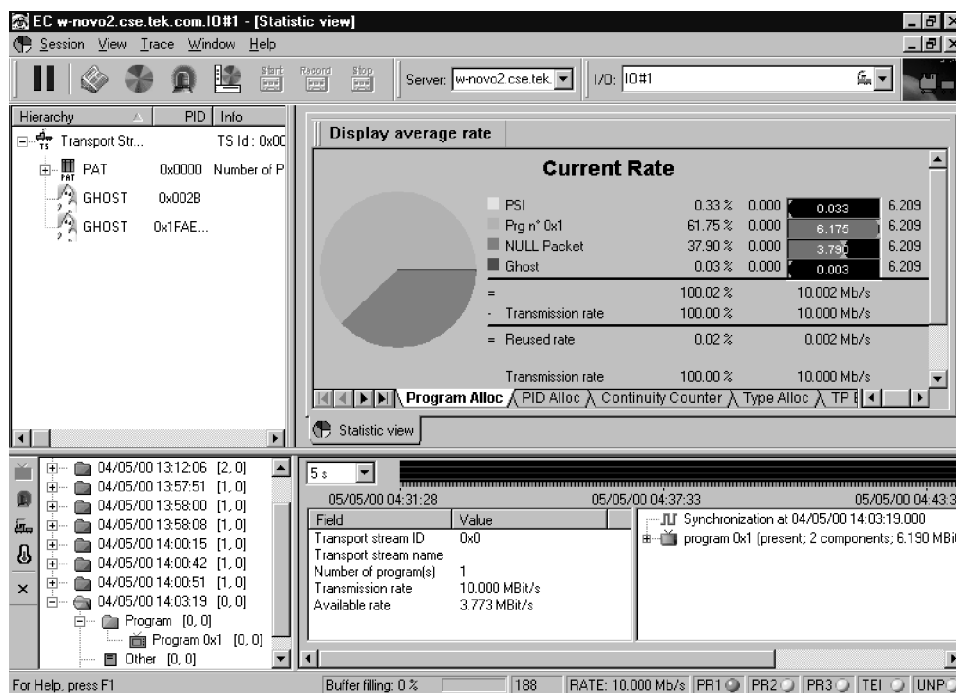 EC w-novo2.cse.tek.com.IO#1 - [Statistic view]
Session View Trace Window Help
Start Record Stop Server: w-novo2.cse.tek. I/O: IO#1
Hierarchy PID Info
TS Transport Str... TS Id : 0x00
PAT PAT 0x0000 Number of P
GHOST 0x002B
GHOST 0x1FAE...
Display average rate
Current Rate
PSI 0.33 % 0.000 0.033 6.209
Prg n° 0x1 61.75 % 0.000 6.175 6.209
NULL Packet 37.90 % 0.000 3.790 6.209
Ghost 0.03 % 0.000 0.003 6.209
= 100.02 % 10.002 Mb/s
- Transmission rate 100.00 % 10.000 Mb/s
= Reused rate 0.02 % 0.002 Mb/s
Transmission rate 100.00 % 10.000 Mb/s
Program Alloc PID Alloc Continuity Counter Type Alloc TP E
Statistic view
04/05/00 13:12:06 [2, 0]
04/05/00 13:57:51 [1, 0]
04/05/00 13:58:00 [1, 0]
04/05/00 13:58:08 [1, 0]
04/05/00 14:00:15 [1, 0]
04/05/00 14:00:42 [1, 0]
04/05/00 14:00:51 [1, 0]
04/05/00 14:03:19 [0, 0]
Program [0, 0]
Program 0x1 [0, 0]
Other [0, 0]
5 s
05/05/00 04:31:28 05/05/00 04:37:33 05/05/00 04:43:3
Field Value
Transport stream ID 0x0
Transport stream name
Number of program(s) 1
Transmission rate 10.000 MBit/s
Available rate 3.773 MBit/s
Synchronization at 04/05/00 14:03:19.000
program 0x1 (present; 2 components; 6.190 MBi
For Help, press F1 Buffer filling: 0 % 188 RATE: 10.000 Mb/s PR1 PR2 PR3 TEI UNP